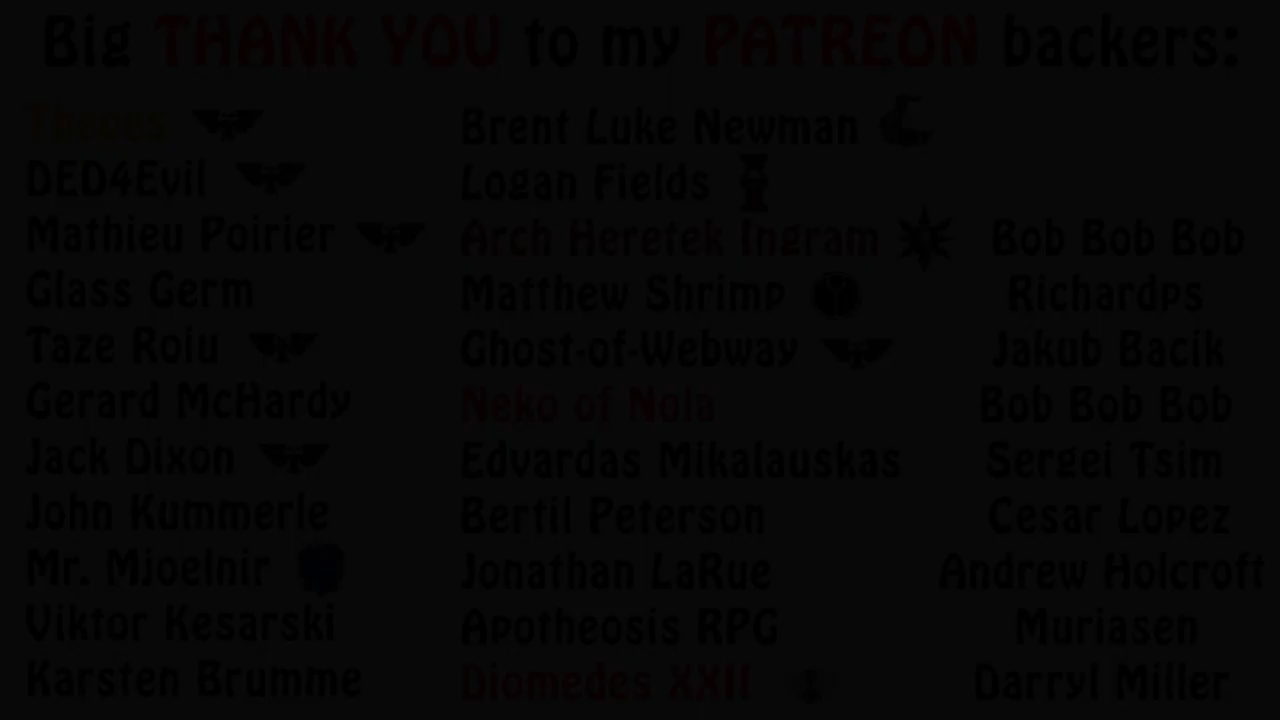 Big THANK YOU to my PATREON backers:
Thaven
DED4Evil
Mathieu Poirier
Glass Germ
Taze Roiu
Gerard McHardy
Jack Dixon
John Kummerle
Mr. Mjoelnir
Viktor Kesarski
Karsten Brumme
Brent Luke Newman
Logan Fields
Arch Heretek Ingram
Matthew Shrimp
Ghost-of-Webway
Neko of Nola
Edvardas Mikalauskas
Bertil Peterson
Jonathan LaRue
Apotheosis RPG
Diomedes XXII
Bob Bob Bob
Richardps
Jakub Bacik
Bob Bob Bob
Sergei Tsim
Cesar Lopez
Andrew Holcroft
Muriasen
Darryl Miller